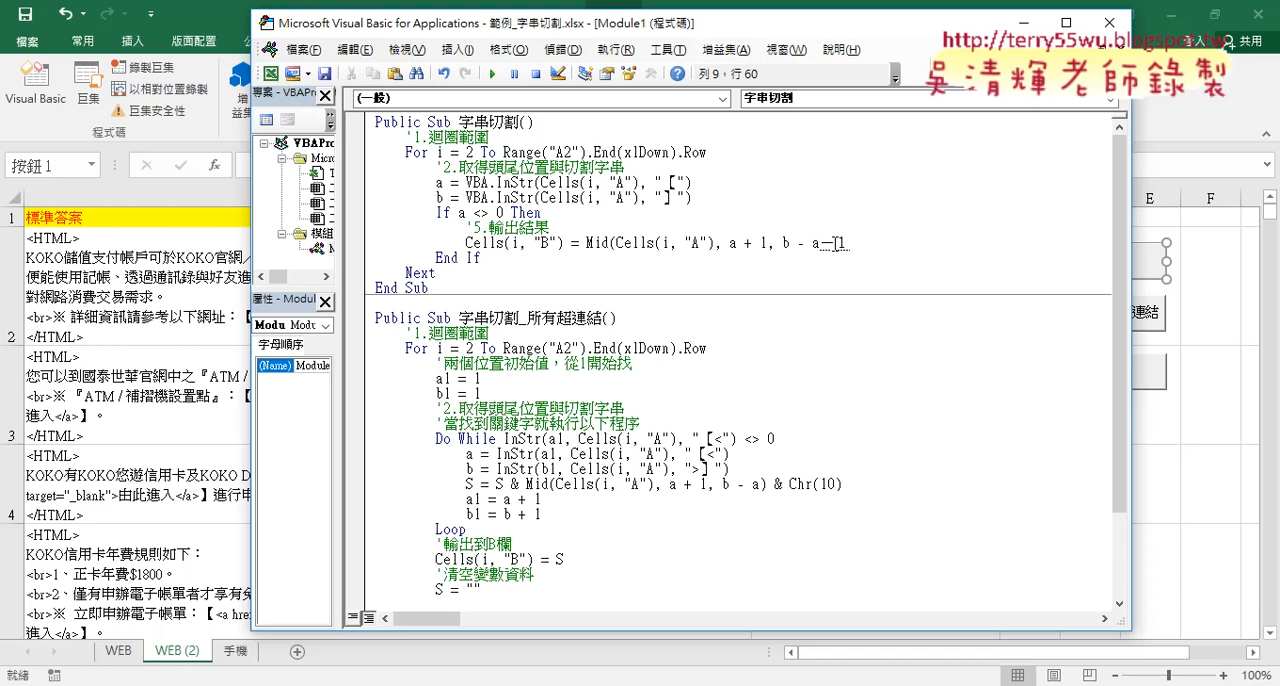 Microsoft Visual Basic for Applications - 範例_字串切割.xlsx - [Module1 (程式碼)]
檔案 常用 插入 版面配置
登入 共用
http://terry55wu.blogspot.tw
吳清輝老師錄製
檔案(F) 編輯(E) 檢視(V) 插入(I) 格式(O) 偵錯(D) 執行(R) 工具(T) 增益集(A) 視窗(W) 說明(H)
列 9，行 60
Visual Basic 巨集
錄製巨集
以相對位置錄製
巨集安全性
程式碼
增
益集
按鈕 1
fx
專案 - VBAPro
VBAPro
Micro
模組
屬性 - Modul
Modu Modu
字母順序
(Name) Module
(一般) 字串切割
Public Sub 字串切割()
'1.迴圈範圍
For i = 2 To Range("A2").End(xlDown).Row
'2.取得頭尾位置與切割字串
a = VBA.InStr(Cells(i, "A"), "【")
b = VBA.InStr(Cells(i, "A"), "】")
If a <> 0 Then
'5.輸出結果
Cells(i, "B") = Mid(Cells(i, "A"), a + 1, b - a - 1
End If
Next
End Sub
Public Sub 字串切割_所有超連結()
'1.迴圈範圍
For i = 2 To Range("A2").End(xlDown).Row
'兩個位置初始值，從1開始找
a1 = 1
b1 = 1
'2.取得頭尾位置與切割字串
'當找到關鍵字就執行以下程序
Do While InStr(a1, Cells(i, "A"), "【<") <> 0
a = InStr(a1, Cells(i, "A"), "【<")
b = InStr(b1, Cells(i, "A"), ">】")
S = S & Mid(Cells(i, "A"), a + 1, b - a) & Chr(10)
a1 = a + 1
b1 = b + 1
Loop
'輸出到B欄
Cells(i, "B") = S
'清空變數資料
S = ""
E F
連結
1 標準答案
<HTML>
KOKO儲值支付帳戶可於KOKO官網
便能使用記帳、透過通訊錄與好友進
對網路消費交易需求。
<br>※ 詳細資訊請參考以下網址：【
2 </HTML>
<HTML>
您可以到國泰世華官網中之『ATM /
<br>※ 『ATM / 補摺機設置點』：【
進入</a>】。
3 </HTML>
<HTML>
KOKO有KOKO您遊信用卡及KOKO D
target="_blank">由此進入</a>】進行申
4 </HTML>
<HTML>
KOKO信用卡年費規則如下：
<br>1、正卡年費$1800。
<br>2、僅有申辦電子帳單者才享有免
<br>※ 立即申辦電子帳單：【<a hre
進入</a>】。
WEB WEB (2) 手機
就緒
100%